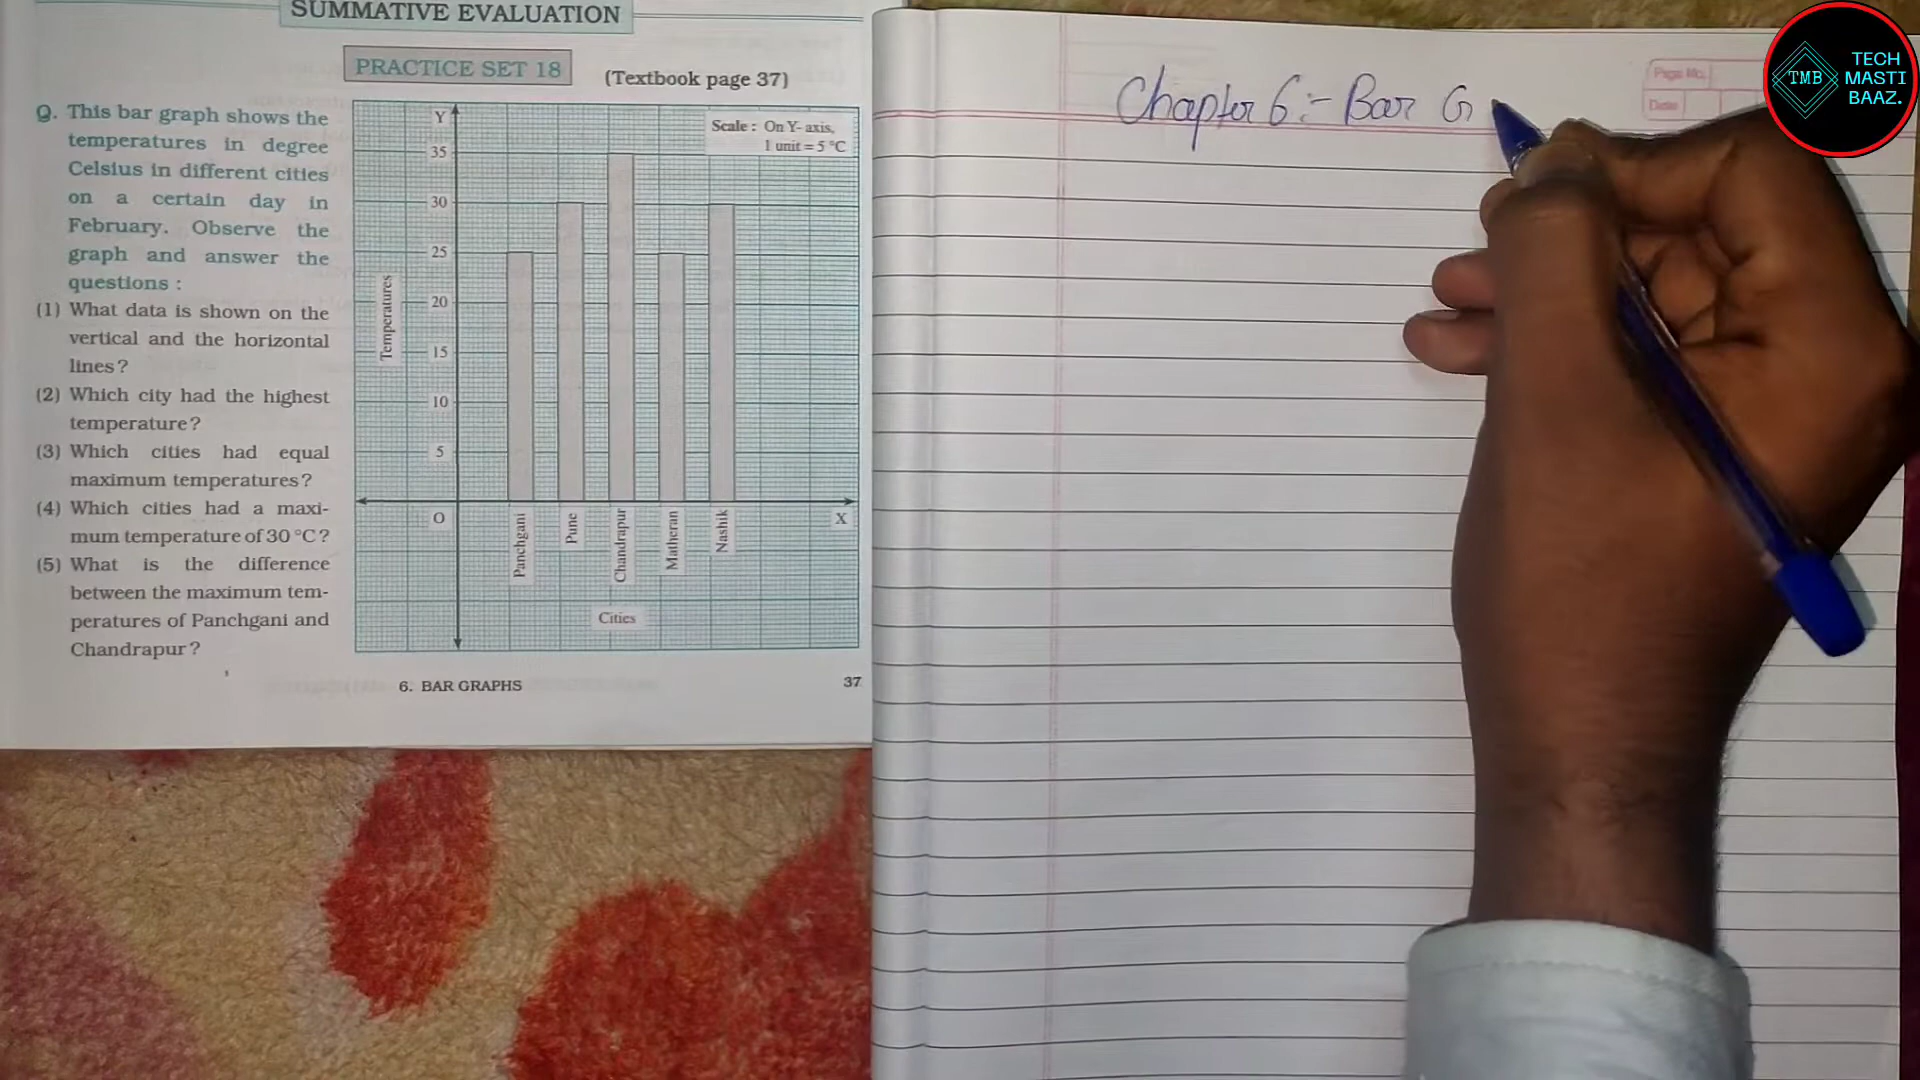 SUMMATIVE EVALUATION
PRACTICE SET 18
(Textbook page 37)
Q. This bar graph shows the
temperatures in degree
Celsius in different cities
on a certain day in
February. Observe the
graph and answer the
questions :
(1) What data is shown on the
vertical and the horizontal
lines?
(2) Which city had the highest
temperature?
(3) Which cities had equal
maximum temperatures?
(4) Which cities had a maxi-
mum temperature of 30 °C?
(5) What is the difference
between the maximum tem-
peratures of Panchgani and
Chandrapur?
Y
Scale : On Y- axis,
1 unit = 5 °C
35
30
25
20
15
10
5
O
X
Temperatures
Panchgani
Pune
Chandrapur
Matheran
Nashik
Cities
6. BAR GRAPHS
37
Chapter 6 :- Bar G
Page No.
Date
TMB
TECH
MASTI
BAAZ.